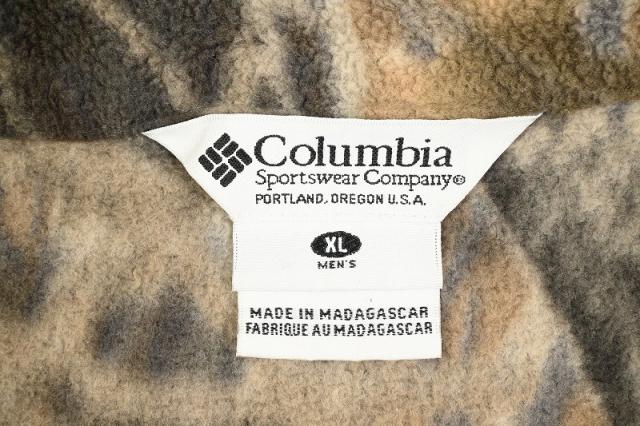 Columbia
Sportswear Company®
PORTLAND, OREGON U.S.A.
XL
MEN'S
MADE IN MADAGASCAR
FABRIQUE AU MADAGASCAR